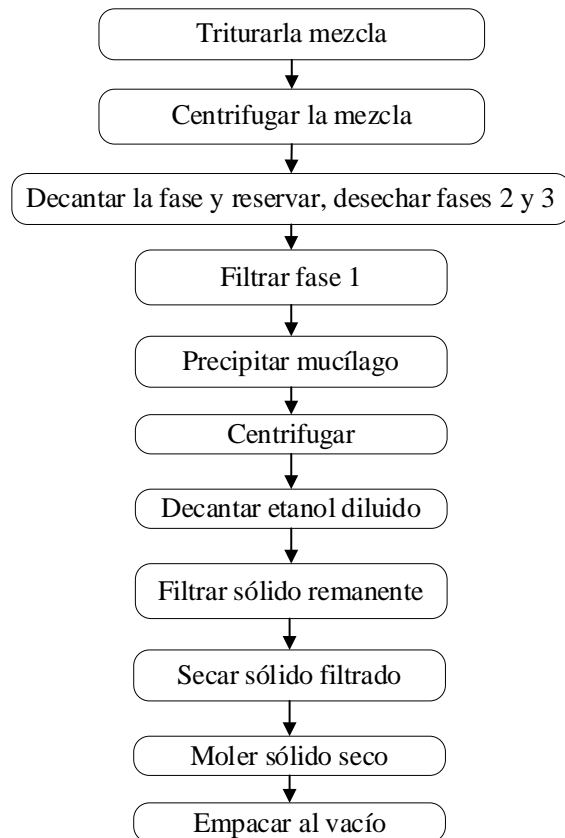 Triturarla mezcla
Centrifugar la mezcla
Decantar la fase y reservar, desechar fases 2 y 3
Filtrar fase 1
Precipitar mucílago
Centrifugar
Decantar etanol diluido
Filtrar sólido remanente
Secar sólido filtrado
Moler sólido seco
Empacar al vacío